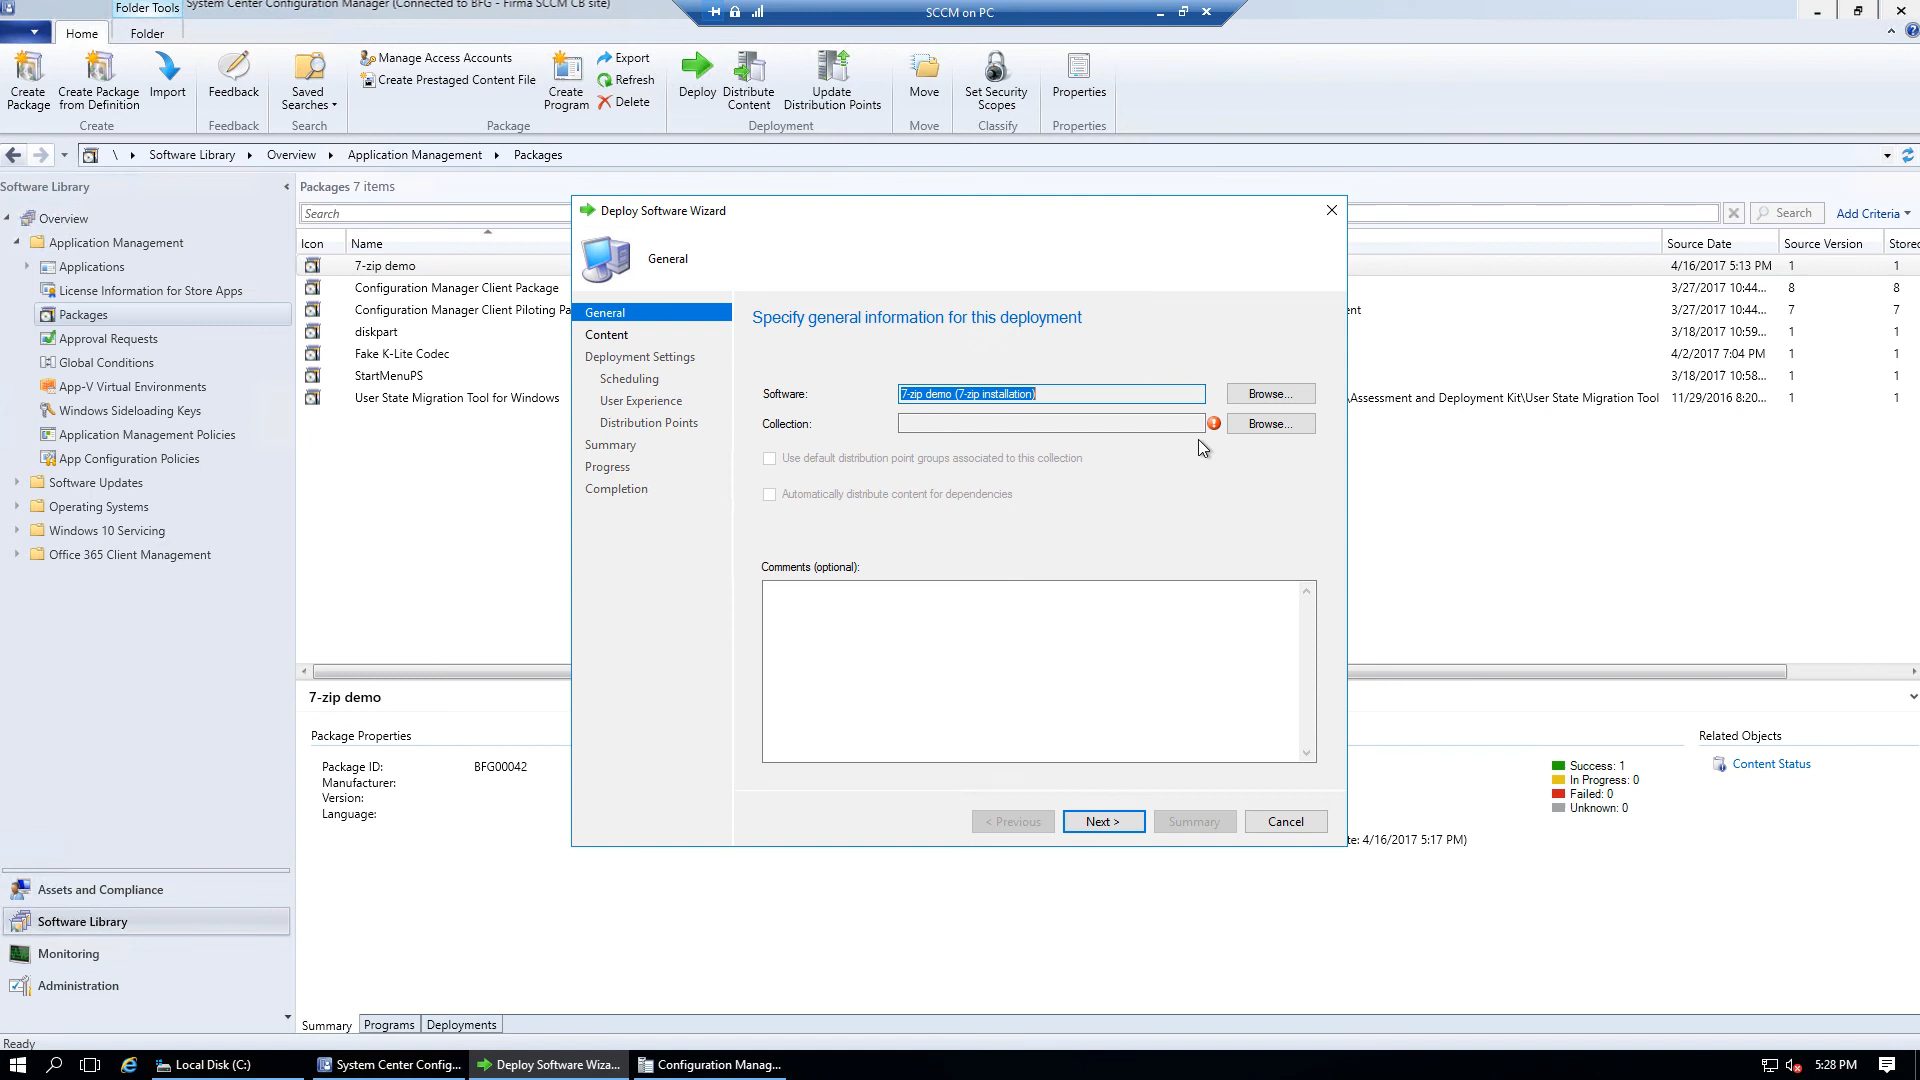 Folder Tools
System Center Configuration Manager (Connected to BFG - Firma SCCM CB site)
SCCM on PC
Home
Folder
Create Package
Create Package from Definition
Import
Feedback
Saved Searches
Manage Access Accounts
Create Prestaged Content File
Create Program
Export
Refresh
Delete
Deploy
Distribute Content
Update Distribution Points
Move
Set Security Scopes
Properties
Create
Feedback
Search
Package
Deployment
Move
Classify
Properties
\ Software Library Overview Application Management Packages
Software Library
Overview
Application Management
Applications
License Information for Store Apps
Packages
Approval Requests
Global Conditions
App-V Virtual Environments
Windows Sideloading Keys
Application Management Policies
App Configuration Policies
Software Updates
Operating Systems
Windows 10 Servicing
Office 365 Client Management
Assets and Compliance
Software Library
Monitoring
Administration
Packages 7 items
Search
Search
Add Criteria
Icon Name Source Date Source Version Stored
7-zip demo 4/16/2017 5:13 PM 1 1
Configuration Manager Client Package 3/27/2017 10:44... 8 8
Configuration Manager Client Piloting Pa ent 3/27/2017 10:44... 7 7
diskpart 3/18/2017 10:59... 1 1
Fake K-Lite Codec 4/2/2017 7:04 PM 1 1
StartMenuPS 3/18/2017 10:58... 1 1
User State Migration Tool for Windows \Assessment and Deployment Kit\User State Migration Tool 11/29/2016 8:20... 1 1
Deploy Software Wizard
General
General
Content
Deployment Settings
Scheduling
User Experience
Distribution Points
Summary
Progress
Completion
Specify general information for this deployment
Software: 7-zip demo (7-zip installation) Browse...
Collection: Browse...
Use default distribution point groups associated to this collection
Automatically distribute content for dependencies
Comments (optional):
< Previous Next > Summary Cancel
7-zip demo
Package Properties
Package ID: BFG00042
Manufacturer:
Version:
Language:
Success: 1
In Progress: 0
Failed: 0
Unknown: 0
te: 4/16/2017 5:17 PM)
Related Objects
Content Status
Summary Programs Deployments
Ready
Local Disk (C:)
System Center Config...
Deploy Software Wiza...
Configuration Manag...
5:28 PM